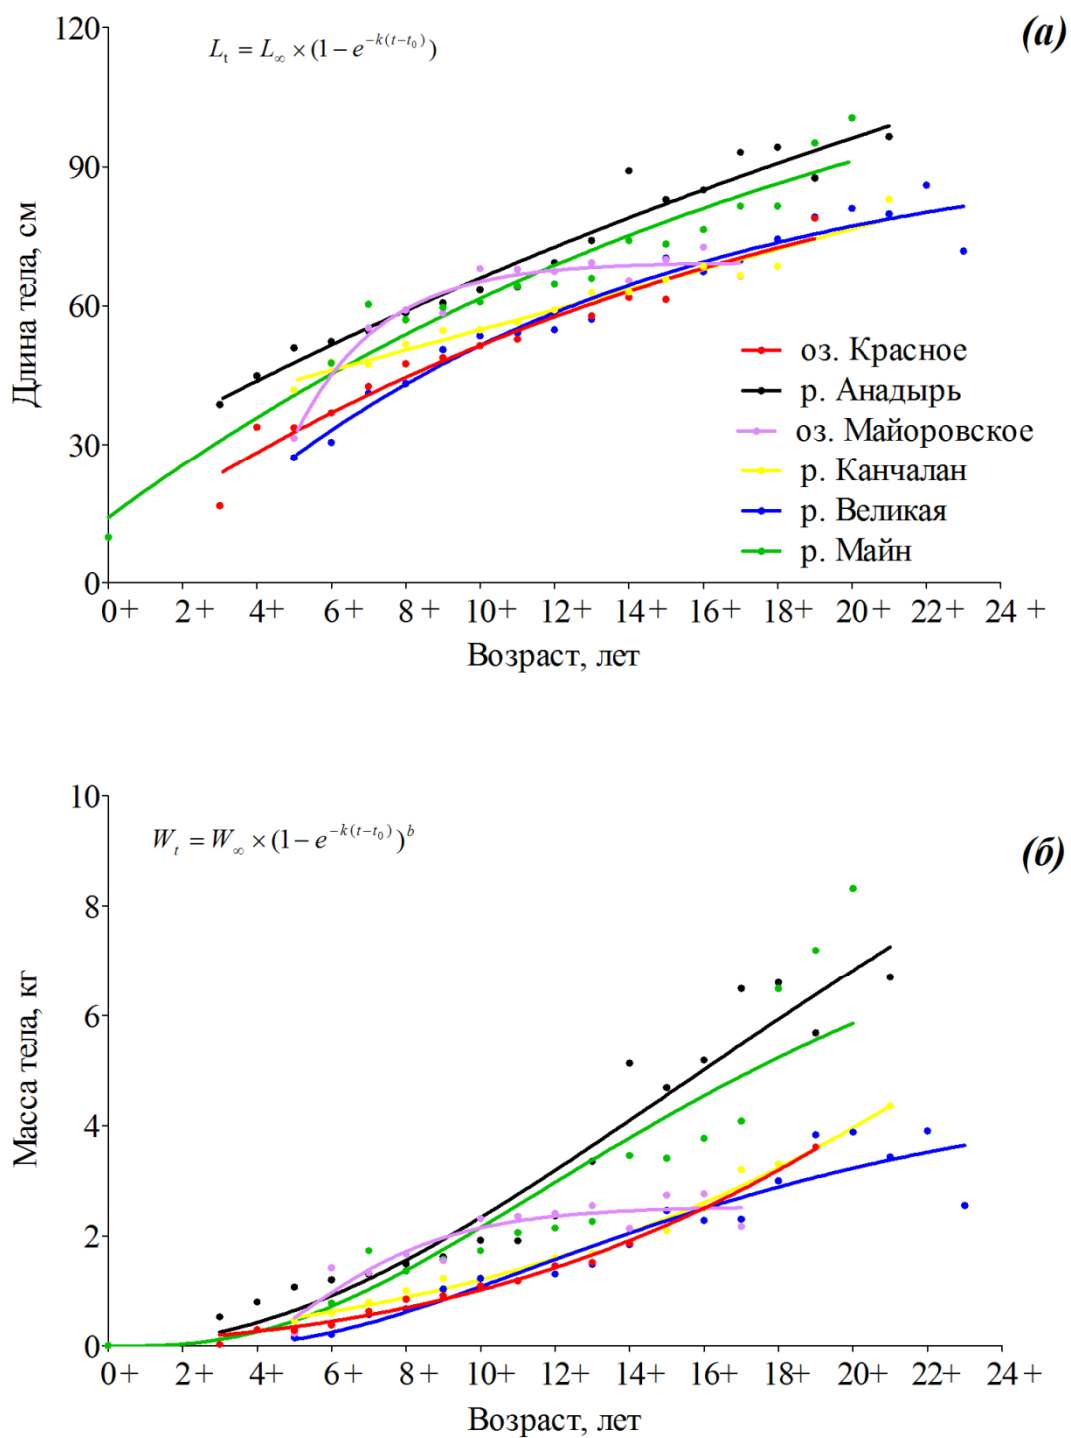 (а)
L_t = L_∞ × (1 − e^{−k(t−t_0)})
120
90
60
30
0
Длина тела, см
оз. Красное
р. Анадырь
оз. Майоровское
р. Канчалан
р. Великая
р. Майн
0+ 2+ 4+ 6+ 8+ 10+ 12+ 14+ 16+ 18+ 20+ 22+ 24 +
Возраст, лет
(б)
W_t = W_∞ × (1 − e^{−k(t−t_0)})^b
10
8
6
4
2
0
Масса тела, кг
0+ 2+ 4+ 6+ 8+ 10+ 12+ 14+ 16+ 18+ 20+ 22+ 24 +
Возраст, лет